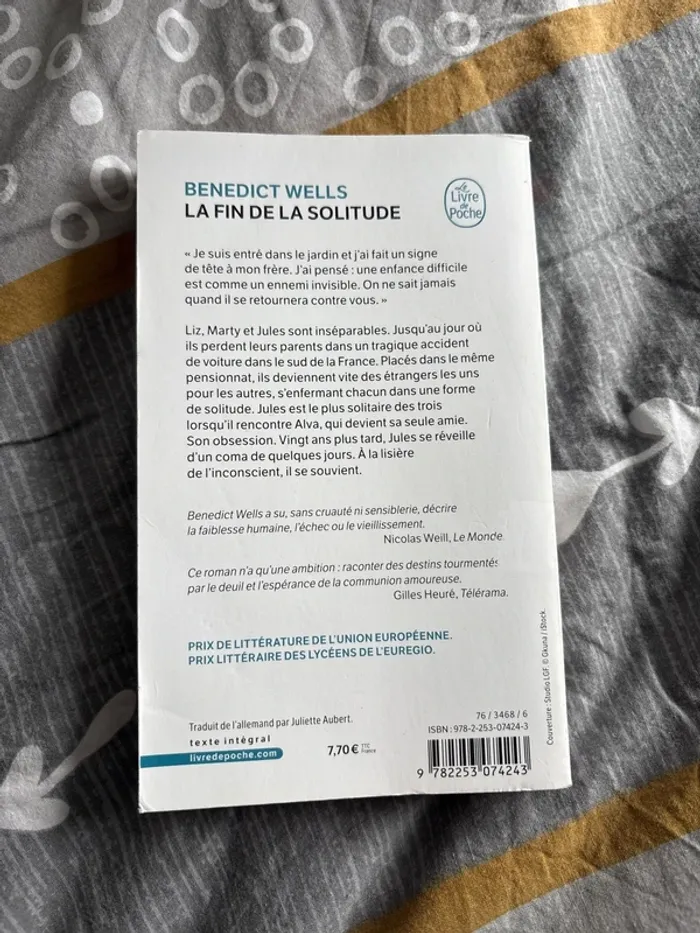 BENEDICT WELLS
LA FIN DE LA SOLITUDE
Le
Livre
de
Poche
« Je suis entré dans le jardin et j'ai fait un signe
de tête à mon frère. J'ai pensé : une enfance difficile
est comme un ennemi invisible. On ne sait jamais
quand il se retournera contre vous. »
Liz, Marty et Jules sont inséparables. Jusqu'au jour où
ils perdent leurs parents dans un tragique accident
de voiture dans le sud de la France. Placés dans le même
pensionnat, ils deviennent vite des étrangers les uns
pour les autres, s'enfermant chacun dans une forme
de solitude. Jules est le plus solitaire des trois
lorsqu'il rencontre Alva, qui devient sa seule amie.
Son obsession. Vingt ans plus tard, Jules se réveille
d'un coma de quelques jours. À la lisière
de l'inconscient, il se souvient.
Benedict Wells a su, sans cruauté ni sensiblerie, décrire
la faiblesse humaine, l'échec ou le vieillissement.
Nicolas Weill, Le Monde.
Ce roman n'a qu'une ambition : raconter des destins tourmentés
par le deuil et l'espérance de la communion amoureuse.
Gilles Heuré, Télérama.
PRIX DE LITTÉRATURE DE L'UNION EUROPÉENNE.
PRIX LITTÉRAIRE DES LYCÉENS DE L'EUREGIO.
Couverture : Studio LGF. © Gkuna / iStock.
Traduit de l'allemand par Juliette Aubert.
texte intégral
livredepoche.com
7,70 € TTC
France
76 / 3468 / 6
ISBN : 978-2-253-07424-3
9 782253 074243